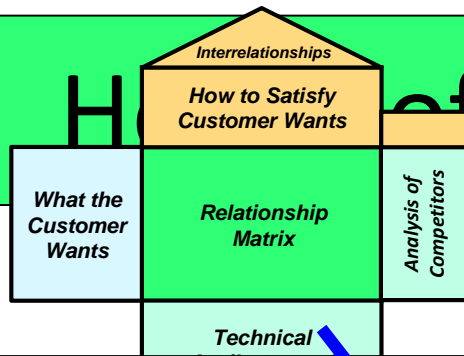 Interrelationships
How to Satisfy
Customer Wants
What the
Customer
Wants
Relationship
Matrix
Analysis of
Competitors
Technical